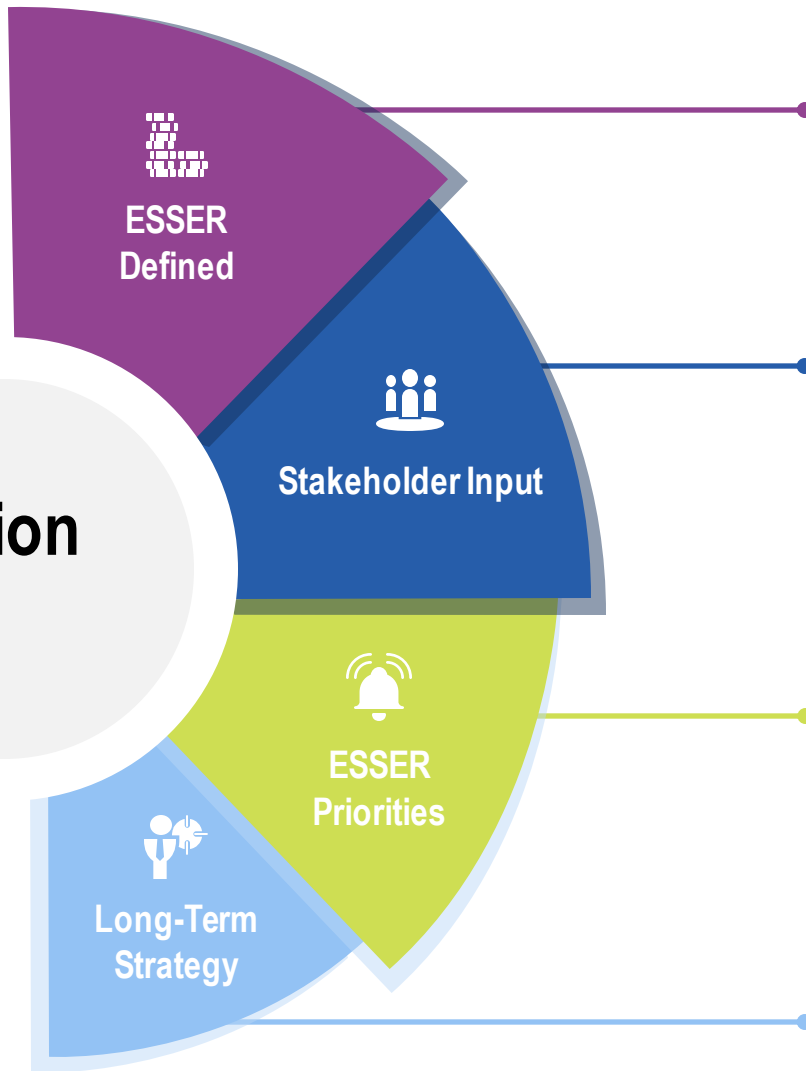 ESSER
Defined
Stakeholder Input
ion
ESSER
Priorities
Long-Term
Strategy